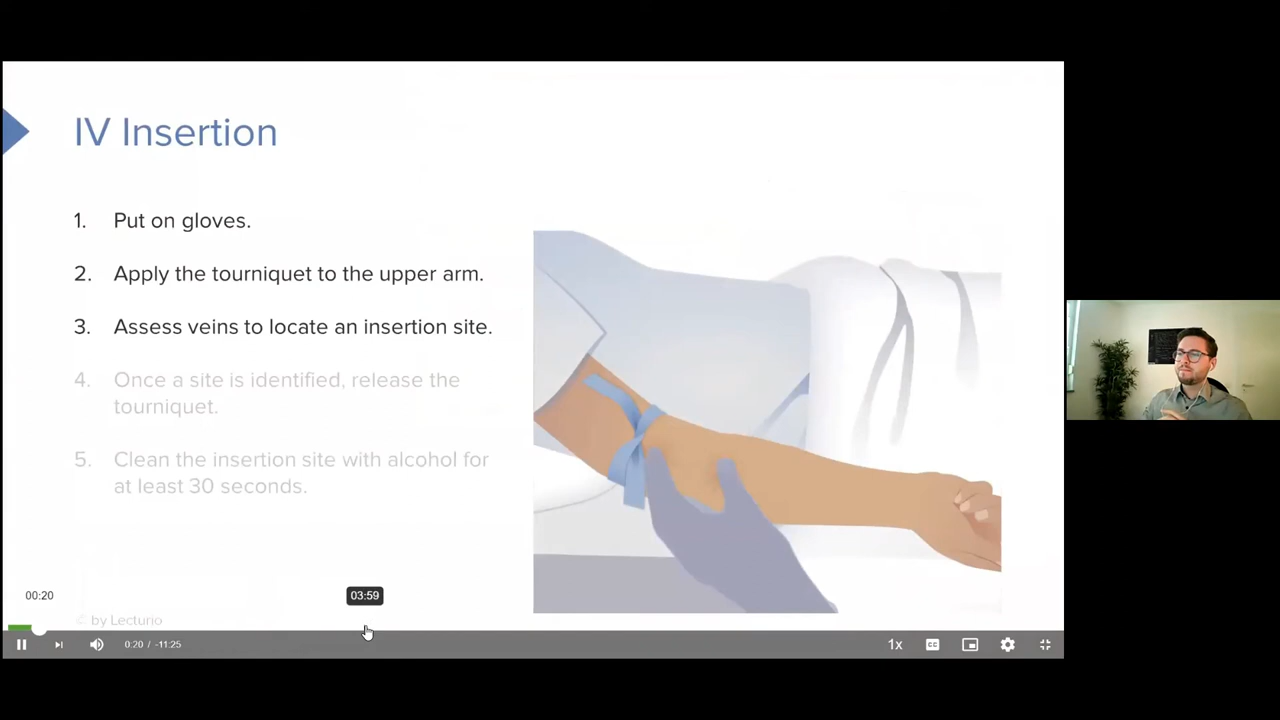 IV Insertion
1. Put on gloves.
2. Apply the tourniquet to the upper arm.
3. Assess veins to locate an insertion site.
4. Once a site is identified, release the
tourniquet.
5. Clean the insertion site with alcohol for
at least 30 seconds.
00:20
03:59
© by Lecturio
0:20 / -11:25
1x
CC